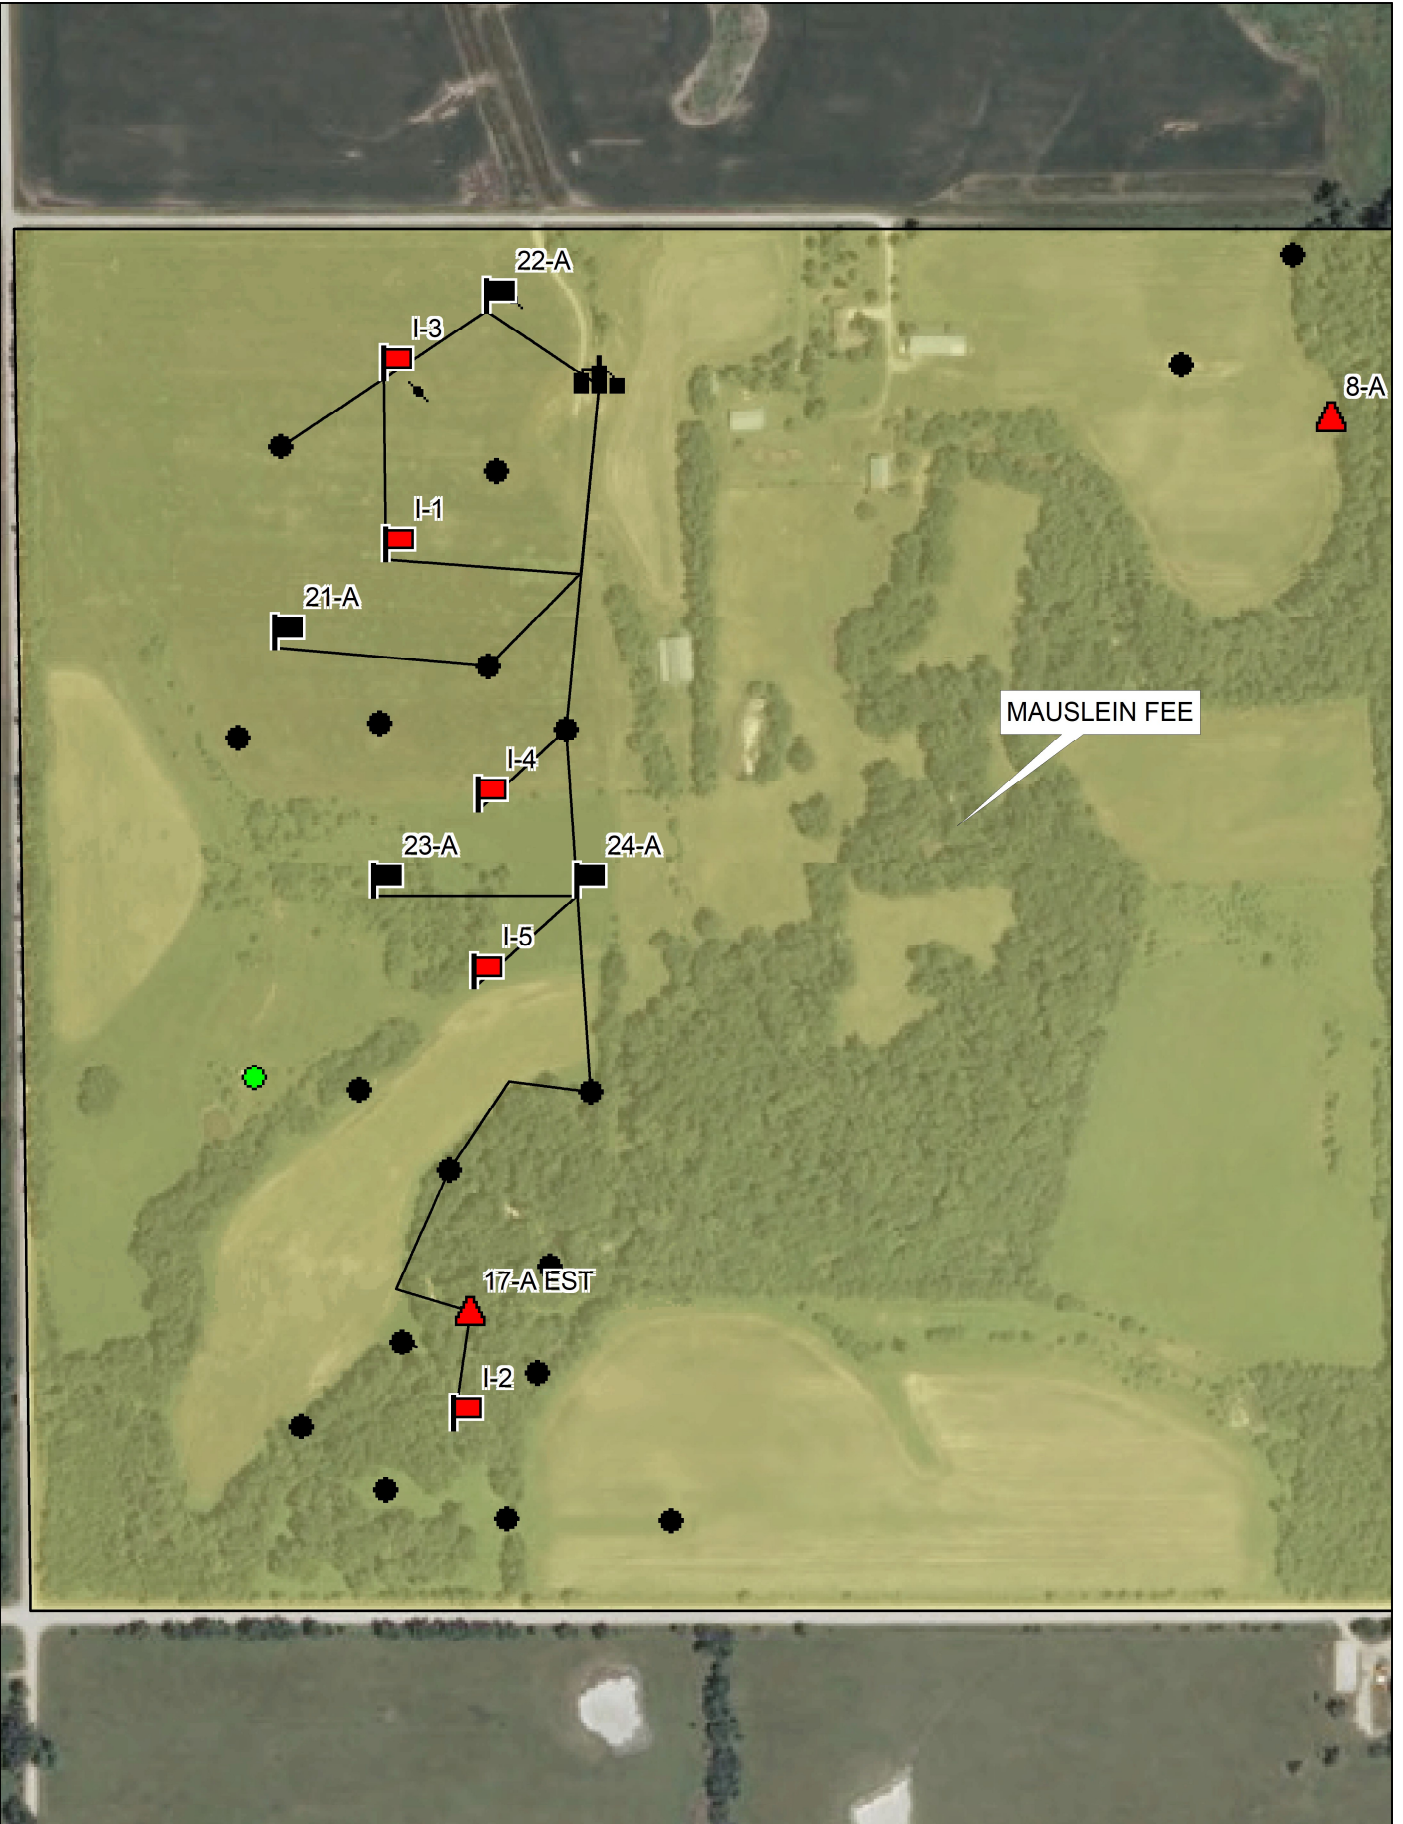 22-A
I-3
8-A
I-1
21-A
MAUSLEIN FEE
I-4
23-A
24-A
I-5
17-A EST
I-2